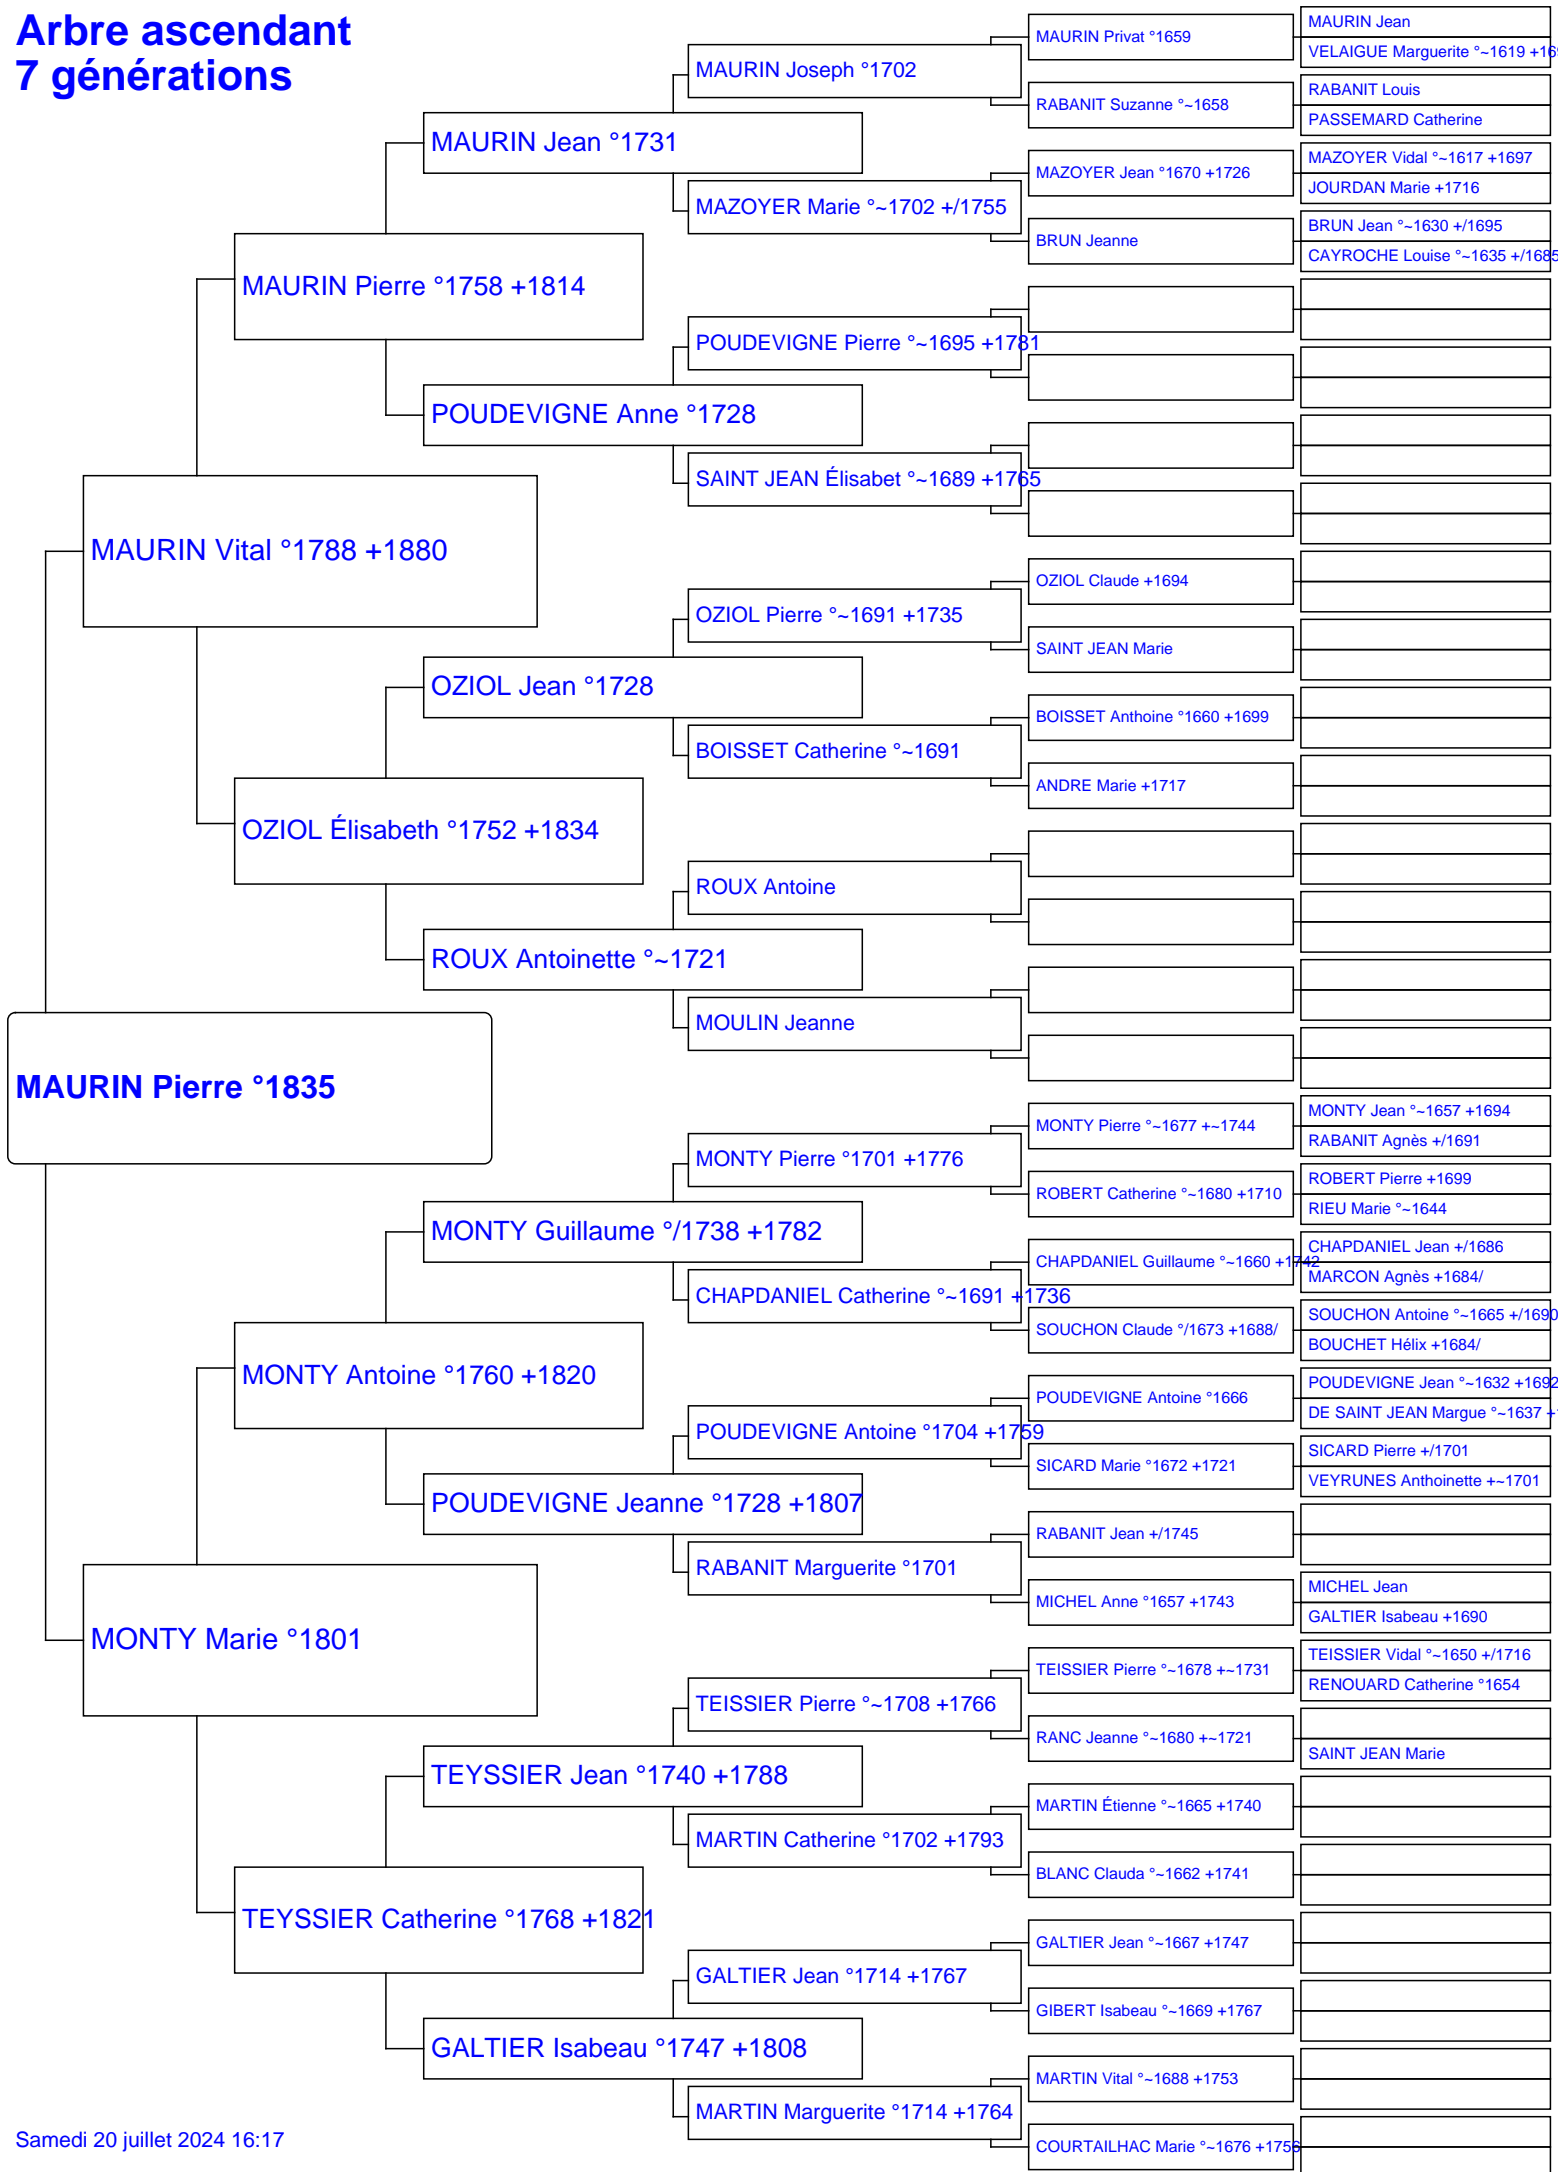 Arbre ascendant
7 générations
MAURIN Jean
MAURIN Privat °1659
VELAIGUE Marguerite °~1619
MAURIN Joseph °1702
RABANIT Louis
RABANIT Suzanne °~1658
PASSEMARD Catherine
MAURIN Jean °1731
MAZOYER Vidal °~1617 +1697
MAZOYER Jean °1670 +1726
JOURDAN Marie +1716
MAZOYER Marie °~1702 +/1755
BRUN Jean °~1630 +/1695
BRUN Jeanne
CAYROCHE Louise °~1635 +/1685
MAURIN Pierre °1758 +1814
POUDEVIGNE Pierre °~1695 +1781
POUDEVIGNE Anne °1728
SAINT JEAN Élisabet °~1689 +1765
MAURIN Vital °1788 +1880
OZIOL Claude +1694
OZIOL Pierre °~1691 +1735
SAINT JEAN Marie
OZIOL Jean °1728
BOISSET Anthoine °1660 +1699
BOISSET Catherine °~1691
ANDRE Marie +1717
OZIOL Élisabeth °1752 +1834
ROUX Antoine
ROUX Antoinette °~1721
MOULIN Jeanne
MAURIN Pierre °1835
MONTY Jean °~1657 +1694
MONTY Pierre °~1677 +~1744
RABANIT Agnès +/1691
MONTY Pierre °1701 +1776
ROBERT Pierre +1699
ROBERT Catherine °~1680 +1710
RIEU Marie °~1644
MONTY Guillaume °/1738 +1782
CHAPDANIEL Jean +/1686
CHAPDANIEL Guillaume °~1660 +1742
MARCON Agnès +1684/
CHAPDANIEL Catherine °~1691 +1736
SOUCHON Antoine °~1665 +/1690
SOUCHON Claude °/1673 +1688/
BOUCHET Hélix +1684/
MONTY Antoine °1760 +1820
POUDEVIGNE Jean °~1632 +1692
POUDEVIGNE Antoine °1666
DE SAINT JEAN Margue °~1637
POUDEVIGNE Antoine °1704 +1759
SICARD Pierre +/1701
SICARD Marie °1672 +1721
VEYRUNES Anthoinette +~1701
POUDEVIGNE Jeanne °1728 +1807
RABANIT Jean +/1745
RABANIT Marguerite °1701
MICHEL Jean
MICHEL Anne °1657 +1743
GALTIER Isabeau +1690
MONTY Marie °1801
TEISSIER Vidal °~1650 +/1716
TEISSIER Pierre °~1678 +~1731
RENOUARD Catherine °1654
TEISSIER Pierre °~1708 +1766
RANC Jeanne °~1680 +~1721
SAINT JEAN Marie
TEYSSIER Jean °1740 +1788
MARTIN Étienne °~1665 +1740
MARTIN Catherine °1702 +1793
BLANC Clauda °~1662 +1741
TEYSSIER Catherine °1768 +1821
GALTIER Jean °~1667 +1747
GALTIER Jean °1714 +1767
GIBERT Isabeau °~1669 +1767
GALTIER Isabeau °1747 +1808
MARTIN Vital °~1688 +1753
MARTIN Marguerite °1714 +1764
COURTAILHAC Marie °~1676 +1756
Samedi 20 juillet 2024 16:17